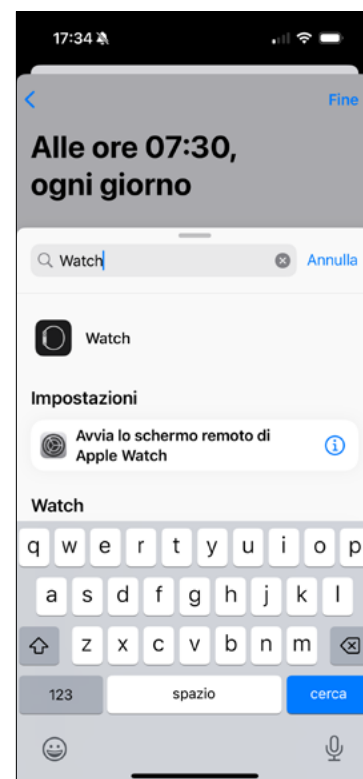 17:34
Fine
Alle ore 07:30,
ogni giorno
Watch
Annulla
Watch
Impostazioni
Avvia lo schermo remoto di
Apple Watch
Watch
q w e r t y u i o p
a s d f g h j k l
z x c v b n m
123 spazio cerca